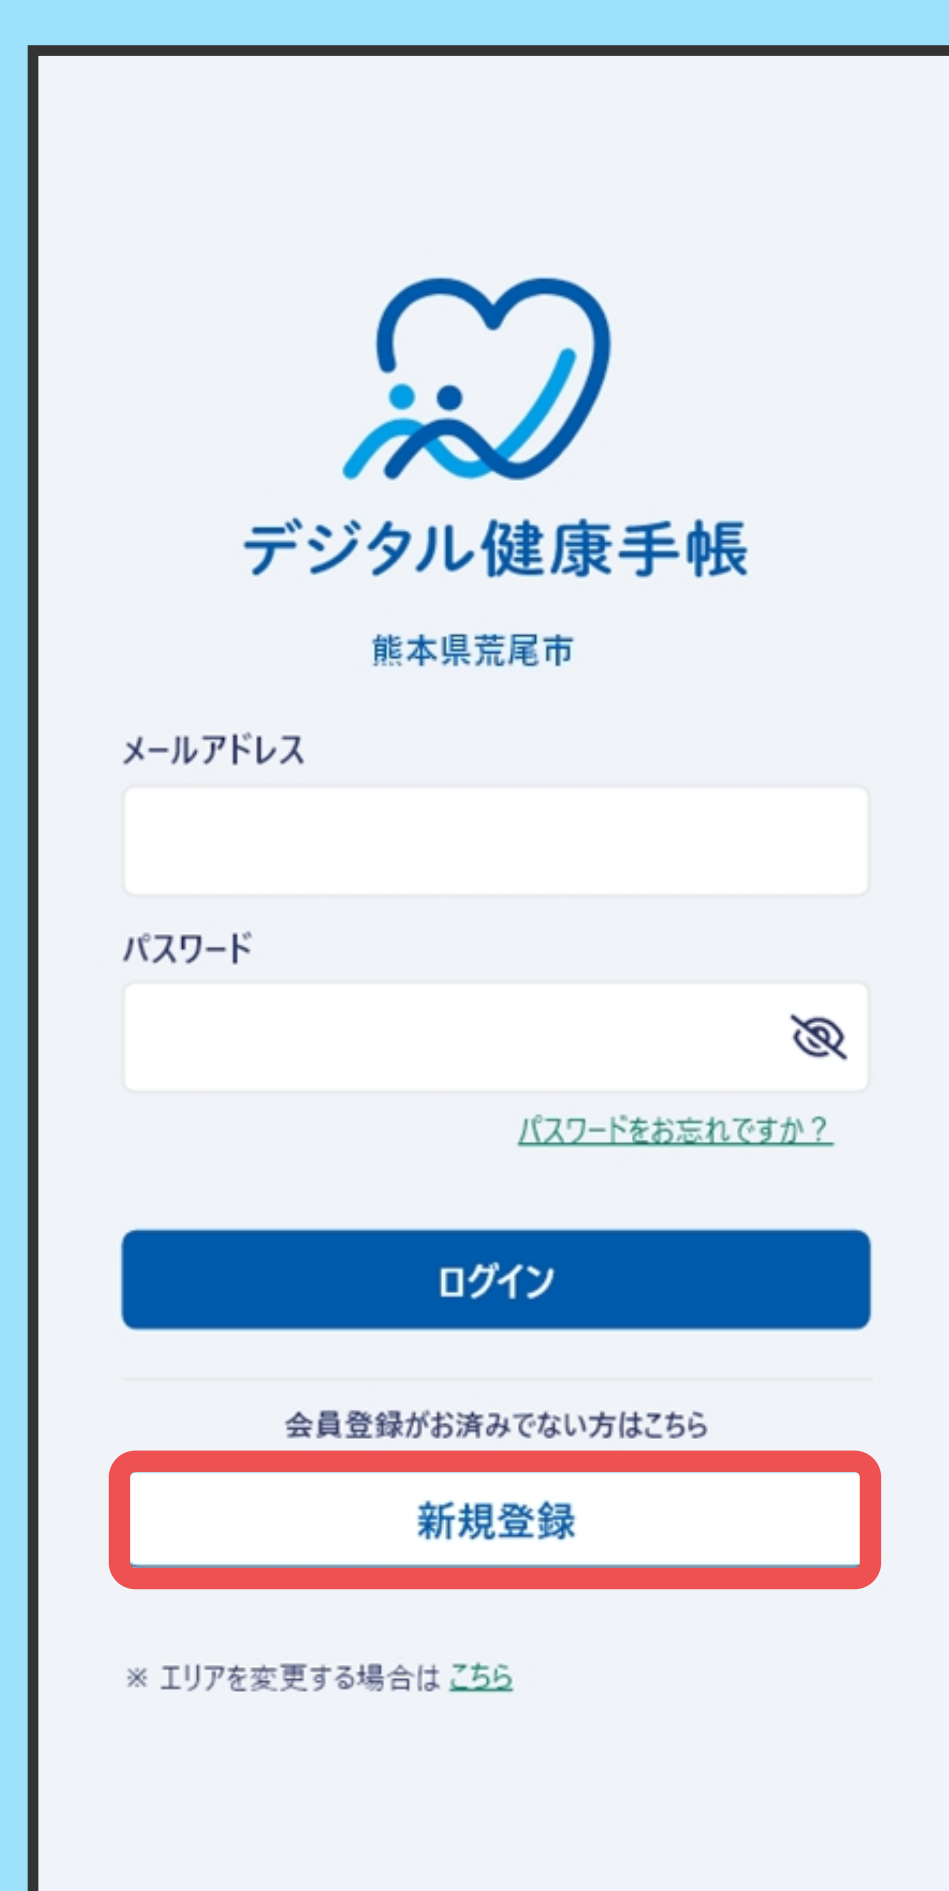 デジタル健康手帳
熊本県荒尾市
メールアドレス
パスワード
パスワードをお忘れですか？
ログイン
会員登録がお済みでない方はこちら
新規登録
※ エリアを変更する場合は こちら